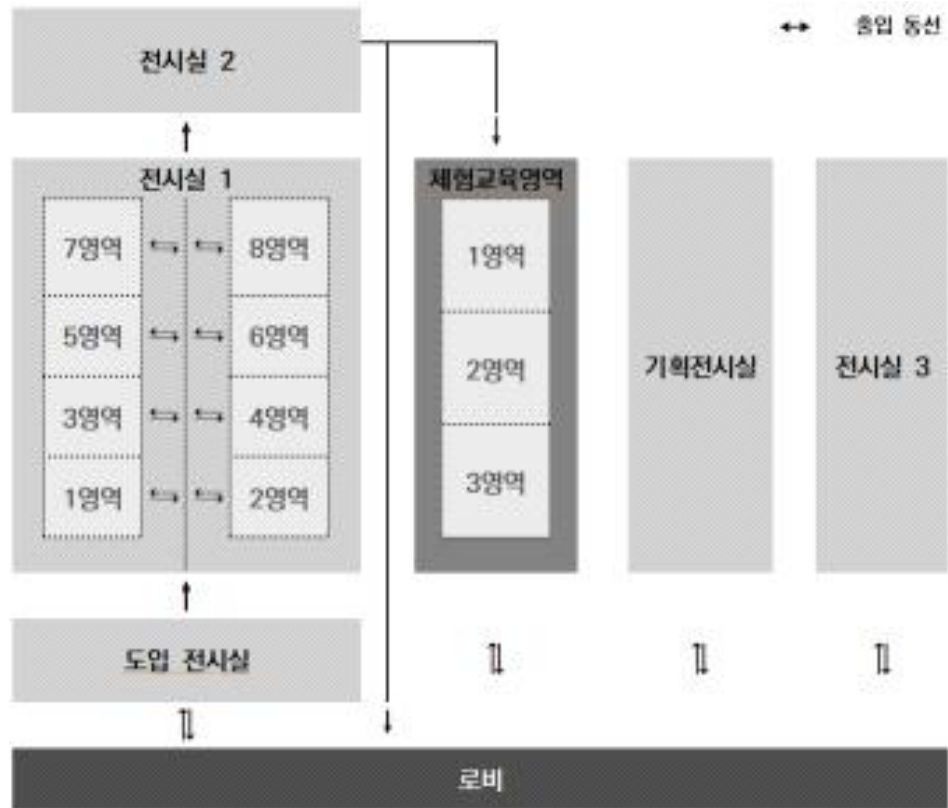 출입 동선
전시실 2
전시실 1
7영역
8영역
5영역
6영역
3영역
4영역
1영역
2영역
체험교육영역
1영역
2영역
3영역
기획전시실
전시실 3
도입 전시실
로비